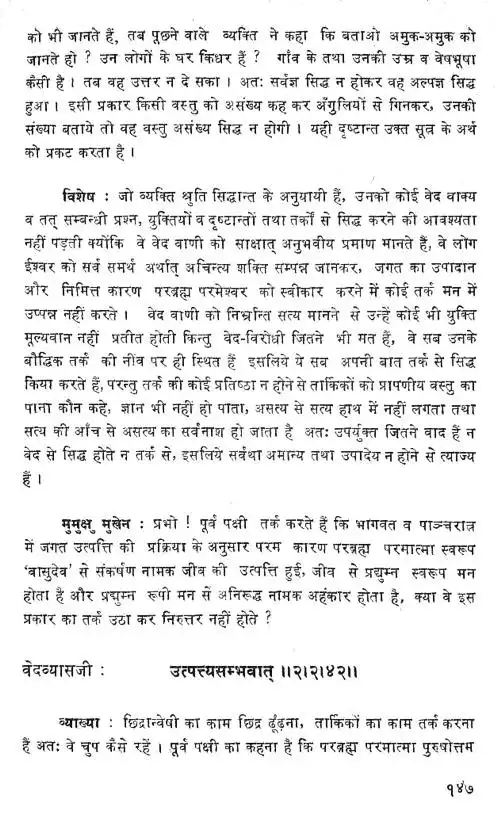 को भी जानते हैं, तब पूछने वाले व्यक्ति ने कहा कि बताओ अमुक-अमुक को
जानते हो ? उन लोगों के घर किधर हैं ? गाँव के तथा उनकी उम्र व वेषभूषा
कैसी है । तब वह उत्तर न दे सका । अतः सर्वज्ञ सिद्ध न होकर वह अल्पज्ञ सिद्ध
हुआ । इसी प्रकार किसी वस्तु को असंख्य कह कर अँगुलियों से गिनकर, उनकी
संख्या बताये तो वह वस्तु असंख्य सिद्ध न होगी । यही दृष्टान्त उक्त सूत्र के अर्थ
को प्रकट करता है ।
विशेष : जो व्यक्ति श्रुति सिद्धान्त के अनुयायी हैं, उनको कोई वेद वाक्य
व तत् सम्बन्धी प्रश्न, युक्तियों व दृष्टान्तों तथा तर्कों से सिद्ध करने की आवश्यता
नहीं पड़ती क्योंकि वे वेद वाणी को साक्षात् अनुभवीय प्रमाण मानते हैं, वे लोग
ईश्वर को सर्व समर्थ अर्थात् अचिन्त्य शक्ति सम्पन्न जानकर, जगत का उपादान
और निमित्त कारण परब्रह्म परमेश्वर को स्वीकार करने में कोई तर्क मन में
उष्पन्न नहीं करते । वेद वाणी को निर्भ्रान्ति सत्य मानने से उन्हें कोई भी युक्ति
मूल्यवान नहीं प्रतीत होती किन्तु वेद-विरोधी जितने भी मत हैं, वे सब उनके
बौद्धिक तर्क की नींव पर ही स्थित हैं इसलिये ये सब अपनी बात तर्क से सिद्ध
किया करते हैं, परन्तु तर्क की कोई प्रतिष्ठा न होने से तार्किकों को प्रापणीय वस्तु का
पाना कौन कहे, ज्ञान भी नहीं हो पाता, असत्य से सत्य हाथ में नहीं लगता तथा
सत्य की आँच से असत्य का सर्वनाश हो जाता है अतः उपर्युक्त जितने वाद हैं न
वेद से सिद्ध होते न तर्क से, इसलिये सर्वथा अमान्य तथा उपादेय न होने से त्याज्य
हैं ।
मुमुक्षु मुखेन : प्रभो ! पूर्व पक्षी तर्क करते हैं कि भागवत व पाञ्चरात्र
में जगत उत्पत्ति की प्रक्रिया के अनुसार परम कारण परब्रह्म परमात्मा स्वरूप
'वासुदेव' से संकर्षण नामक जीव की उत्पत्ति हुई, जीव से प्रद्युम्न स्वरूप मन
होता है और प्रद्युम्न रूपी मन से अनिरूद्ध नामक अहंकार होता है, क्या वे इस
प्रकार का तर्क उठा कर निरुत्तर नहीं होते ?
वेदव्यासजी : उत्पत्त्यसम्भवात् ॥२।२।४२॥
व्याख्या : छिद्रान्वेषी का काम छिद्र ढूँढ़ना, तार्किकों का काम तर्क करना
हैं अतः वे चुप कैसे रहें । पूर्व पक्षी का कहना है कि परब्रह्म परमात्मा पुरुषोत्तम
१४७